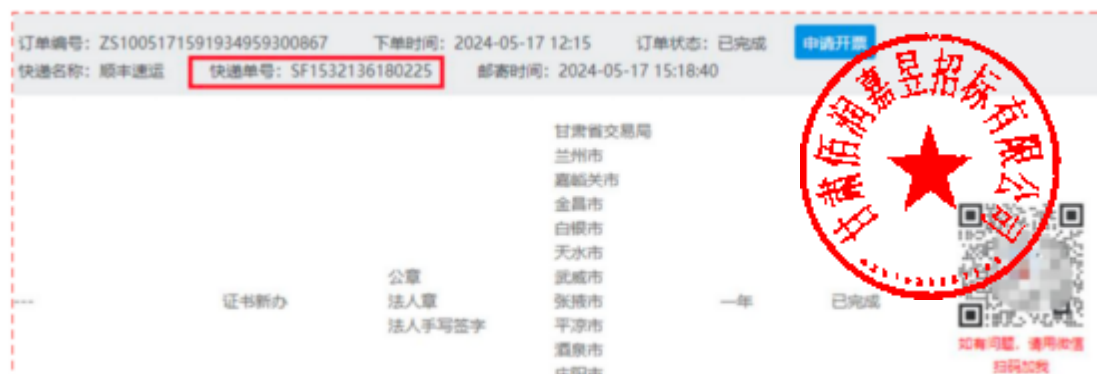 订单编号：ZS10051715919349593​00867 下单时间：2024-05-17 12:15 订单状态：已完成 申请开票
快递名称：顺丰速运 快递单号：SF1532136180225 邮寄时间：2024-05-17 15:18:40
甘肃佰润嘉昱招标有限公司
甘肃省交易局
兰州市
嘉峪关市
金昌市
白银市
天水市
公章 武威市
--- 证书新办 法人章 张掖市 一年 已完成
法人手写签字 平凉市
酒泉市
庆阳市
如有问题，请用微信
扫码加我